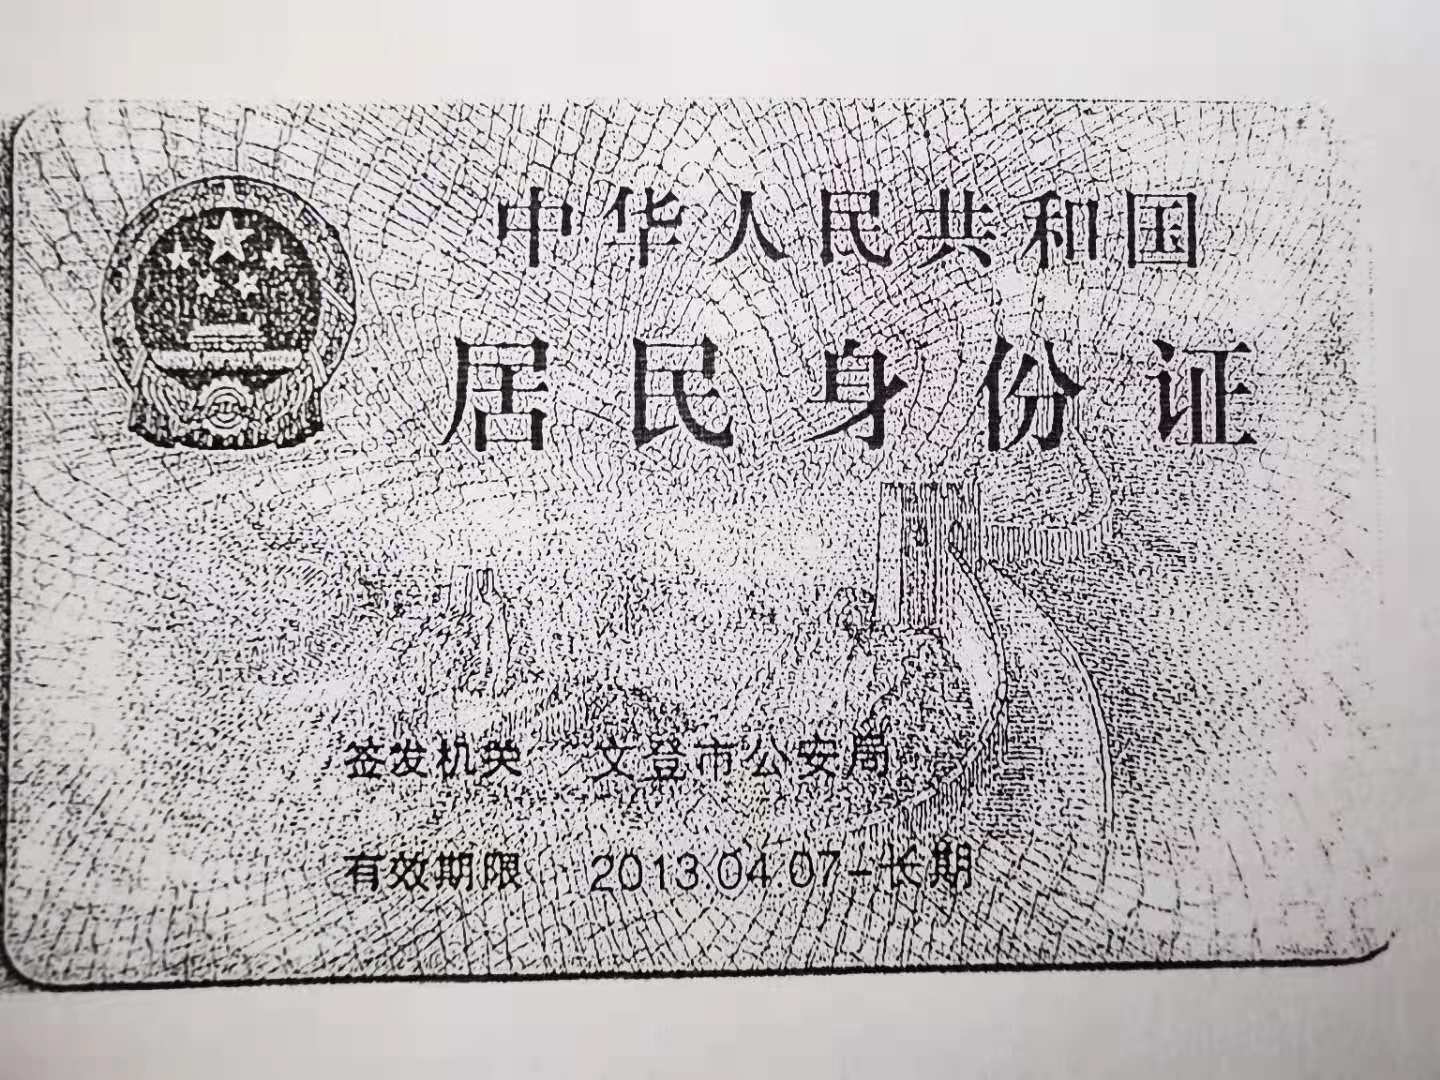 中华人民共和国
居民身份证
签发机关 文登市公安局
有效期限 2013.04.07-长期